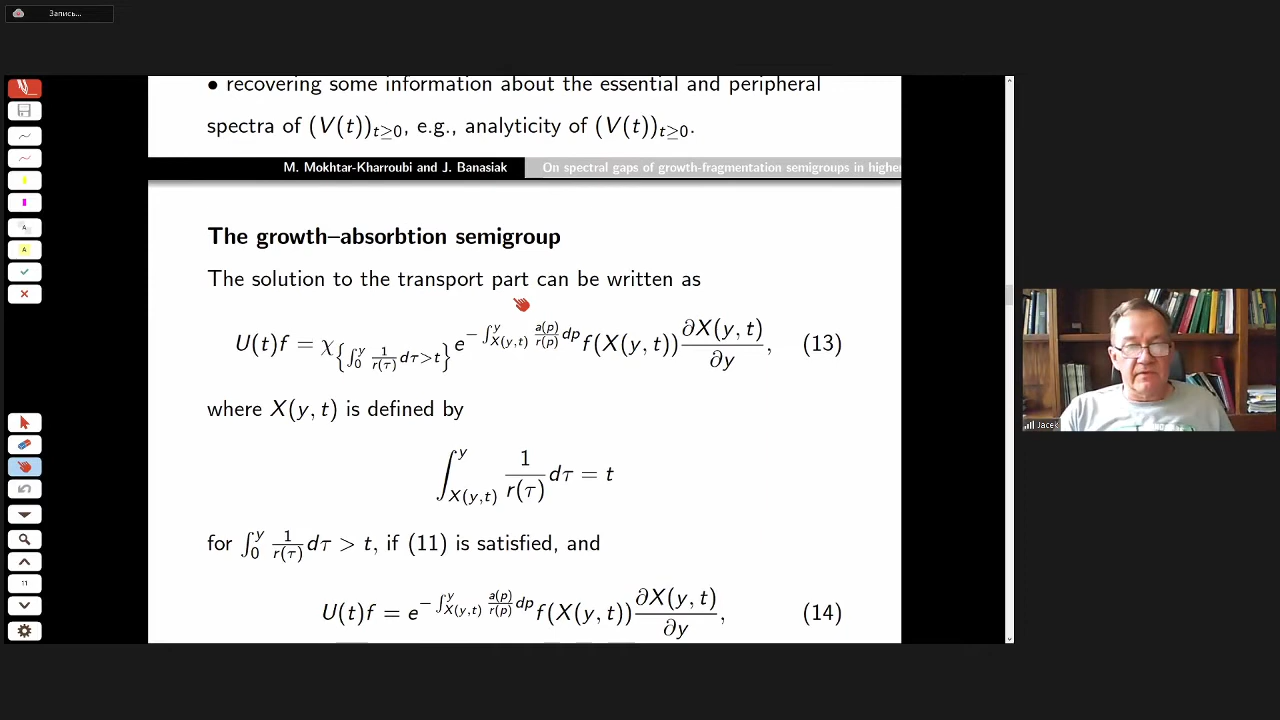 Запись...
• recovering some information about the essential and peripheral
spectra of (V(t))_{t≥0}, e.g., analyticity of (V(t))_{t≥0}.
M. Mokhtar-Kharroubi and J. Banasiak On spectral gaps of growth-fragmentation semigroups in higher
The growth–absorbtion semigroup
The solution to the transport part can be written as
U(t)f = χ_{{∫_0^y \frac{1}{r(τ)} dτ>t}} e^{-∫_{X(y,t)}^y \frac{a(p)}{r(p)} dp} f(X(y, t)) \frac{∂X(y, t)}{∂y}, (13)
where X(y, t) is defined by
∫_{X(y,t)}^y \frac{1}{r(τ)} dτ = t
for ∫_0^y \frac{1}{r(τ)} dτ > t, if (11) is satisfied, and
U(t)f = e^{-∫_{X(y,t)}^y \frac{a(p)}{r(p)} dp} f(X(y, t)) \frac{∂X(y, t)}{∂y}, (14)
A
A
11
Jacek